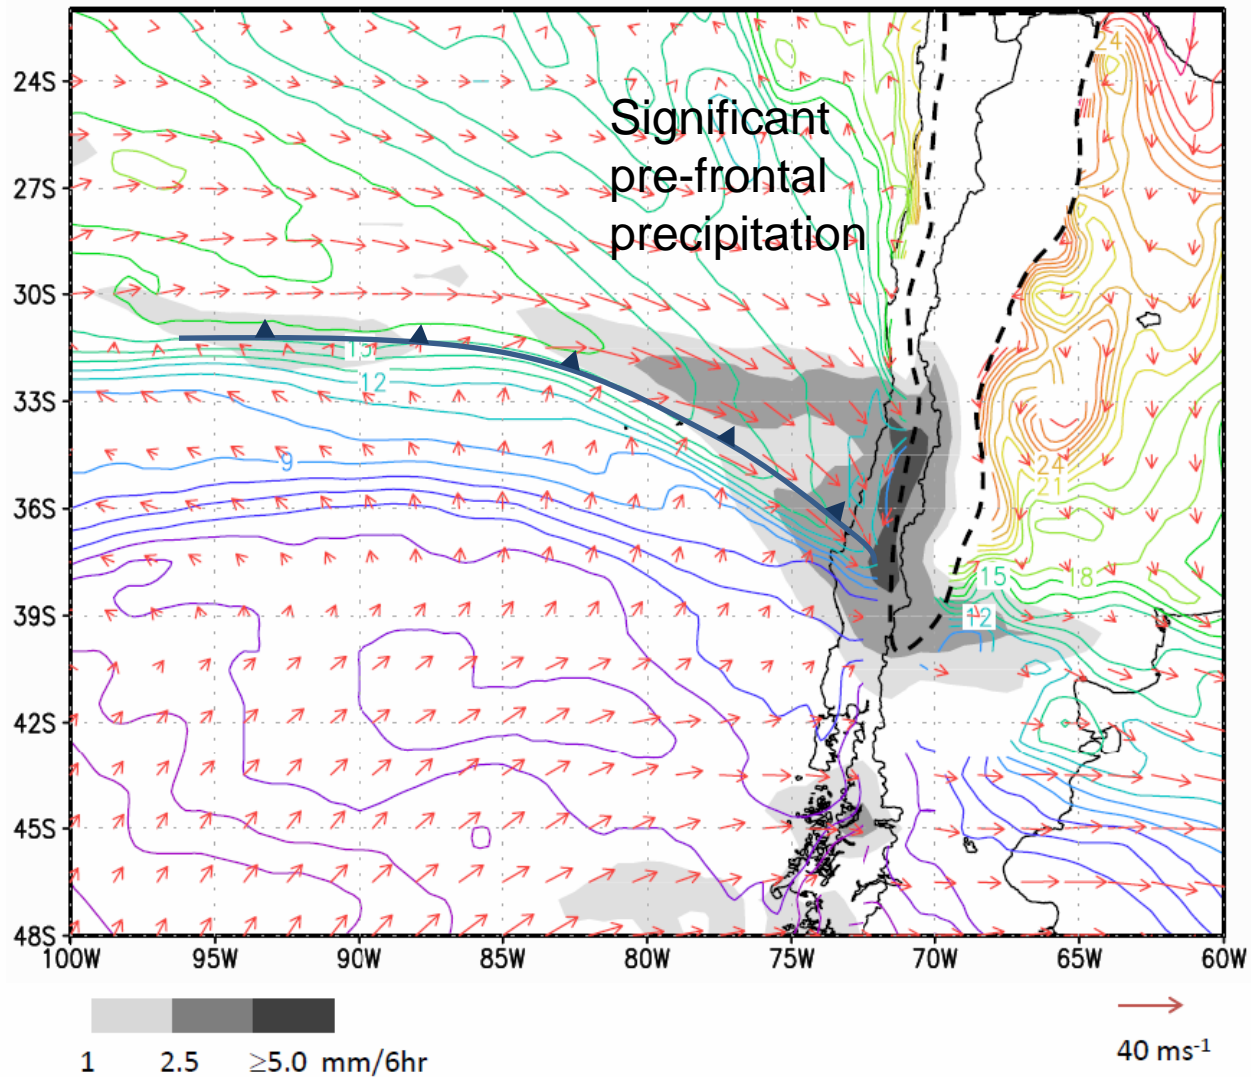 24
24S
Significant
pre-frontal
precipitation
27S
30S
15
12
33S
9
24
21
36S
15
18
39S
12
42S
45S
48S
100W 95W 90W 85W 80W 75W 70W 65W 60W
1 2.5 ≥5.0 mm/6hr
40 ms⁻¹